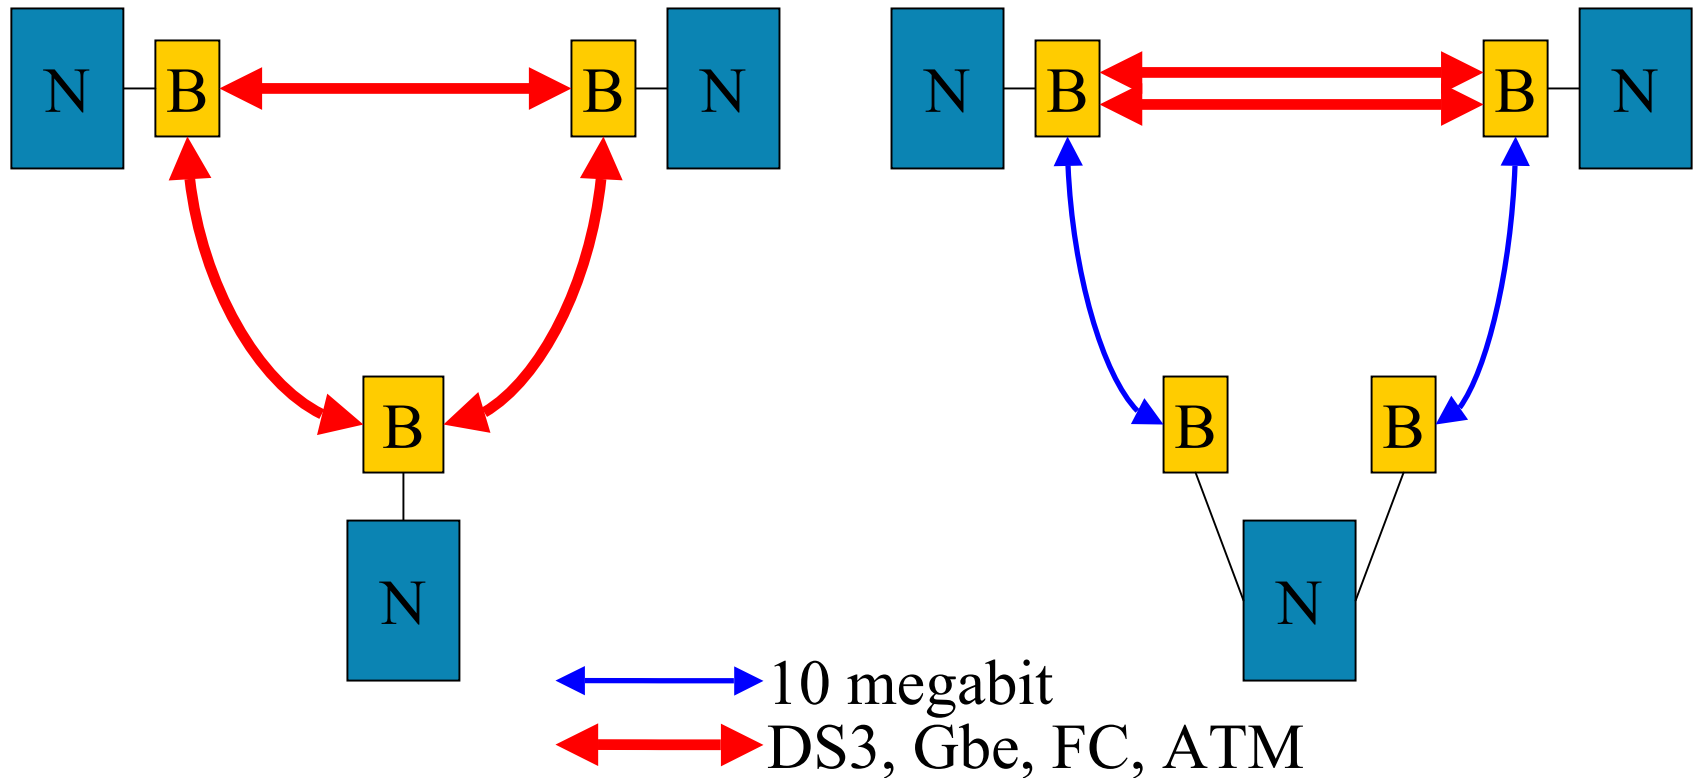 N B B N N B B N
B B B
N N
10 megabit
DS3, Gbe, FC, ATM